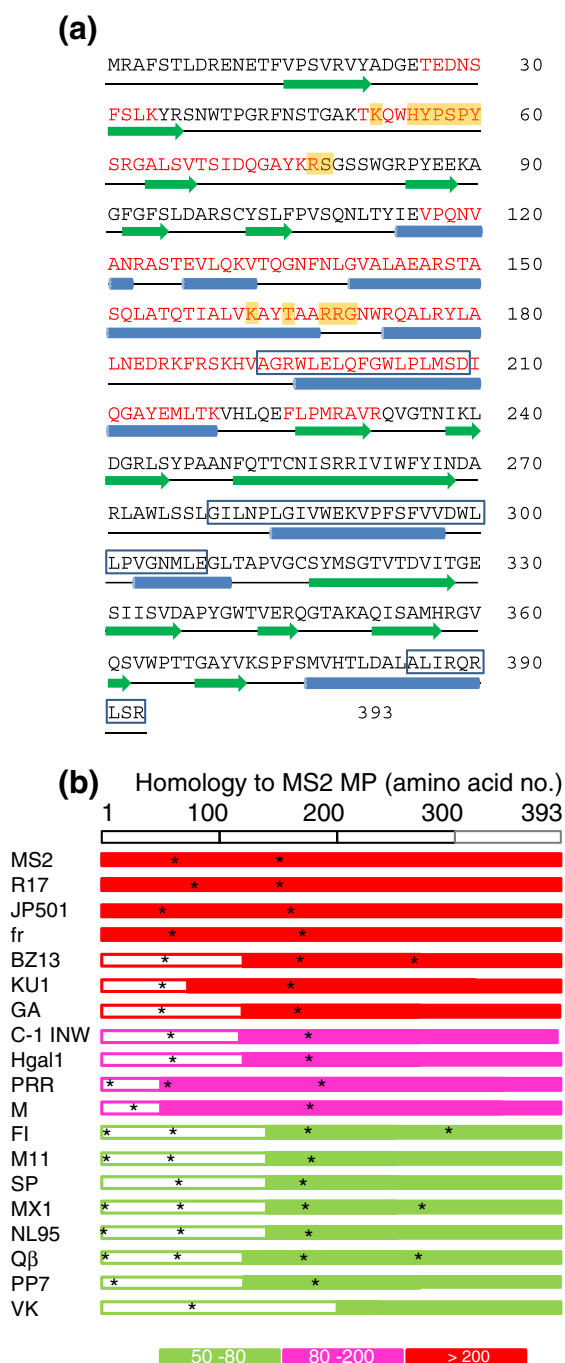 (a)
MRAFSTLDRENETFVPSVRVYADGETEDNS 30
FSLKYRSNWTPGRFNSTGAKTKQWHYPSPY 60
SRGALSVTSIDQGAYKRSGSSWGRPYEEKA 90
GFGFSLDARSCYSLFPVSQNLTYIEVPQNV 120
ANRASTEVLQKVTQGNFNLGVALAEARSTA 150
SQLATQTIALVKAYTAARRGNWRQALRYLA 180
LNEDRKFRSKHVAGRWLELQFGWLPLMSDI 210
QGAYEMLTKVHLQEFLPMRAVRQVGTNIKL 240
DGRLSYPAANFQTTCNISRRIVIWFYINDA 270
RLAWLSSLGILNPLGIVWEKVPFSFVVDWL 300
LPVGNMLEGLTAPVGCSYMSGTVTDVITGE 330
SIISVDAPYGWTVERQGTAKAQISAMHRGV 360
QSVWPTTGAYVKSPFSMVHTLDALALIRQR 390
LSR 393
(b) Homology to MS2 MP (amino acid no.)
1 100 200 300 393
MS2 * *
R17 * *
JP501 * *
fr * *
BZ13 * * *
KU1 * *
GA * *
C-1 INW * *
Hgal1 * *
PRR * * *
M * *
FI * * * *
M11 * * *
SP * *
MX1 * * * *
NL95 * * *
Qβ * * * *
PP7 * *
VK *
50 -80 80 -200 > 200